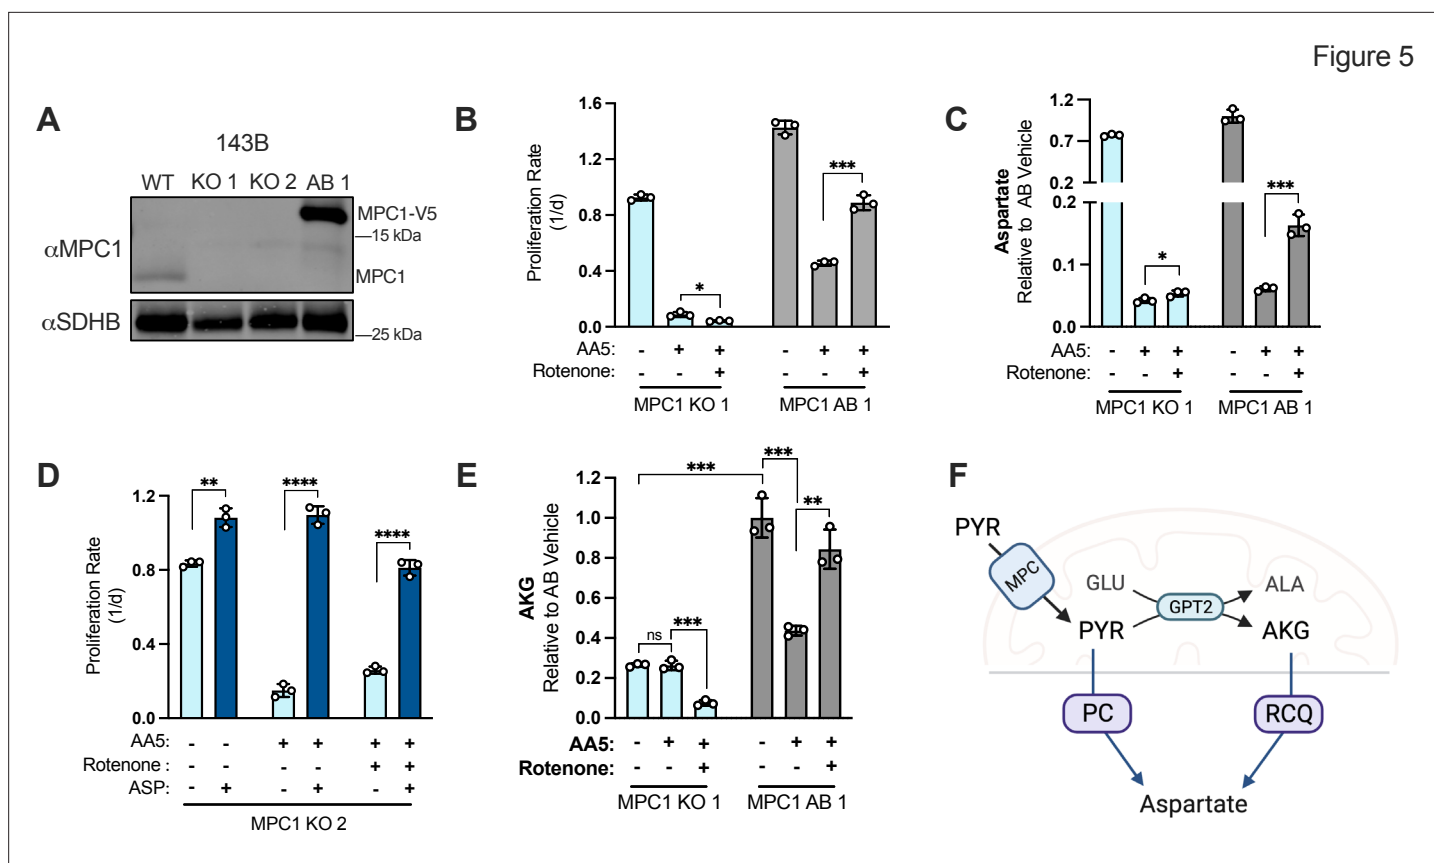 Figure 5
A
143B
WT KO 1 KO 2 AB 1
αMPC1
MPC1-V5
15 kDa
MPC1
αSDHB
25 kDa
B
Proliferation Rate
(1/d)
1.6
1.2
0.8
0.4
0.0
*
***
AA5: - + + - + +
Rotenone: - - + - - +
MPC1 KO 1 MPC1 AB 1
C
Aspartate
Relative to AB Vehicle
1.2
0.7
0.2
0.2
0.1
0.0
*
***
AA5: - + + - + +
Rotenone: - - + - - +
MPC1 KO 1 MPC1 AB 1
D
Proliferation Rate
(1/d)
1.2
0.8
0.4
0.0
**
****
****
AA5: - - + + + +
Rotenone : - - - - + +
ASP: - + - + - +
MPC1 KO 2
E
AKG
Relative to AB Vehicle
1.2
1.0
0.8
0.6
0.4
0.2
0.0
ns
***
***
***
**
AA5: - + + - + +
Rotenone: - - + - - +
MPC1 KO 1 MPC1 AB 1
F
PYR
MPC
GLU ALA
GPT2
PYR AKG
PC RCQ
Aspartate